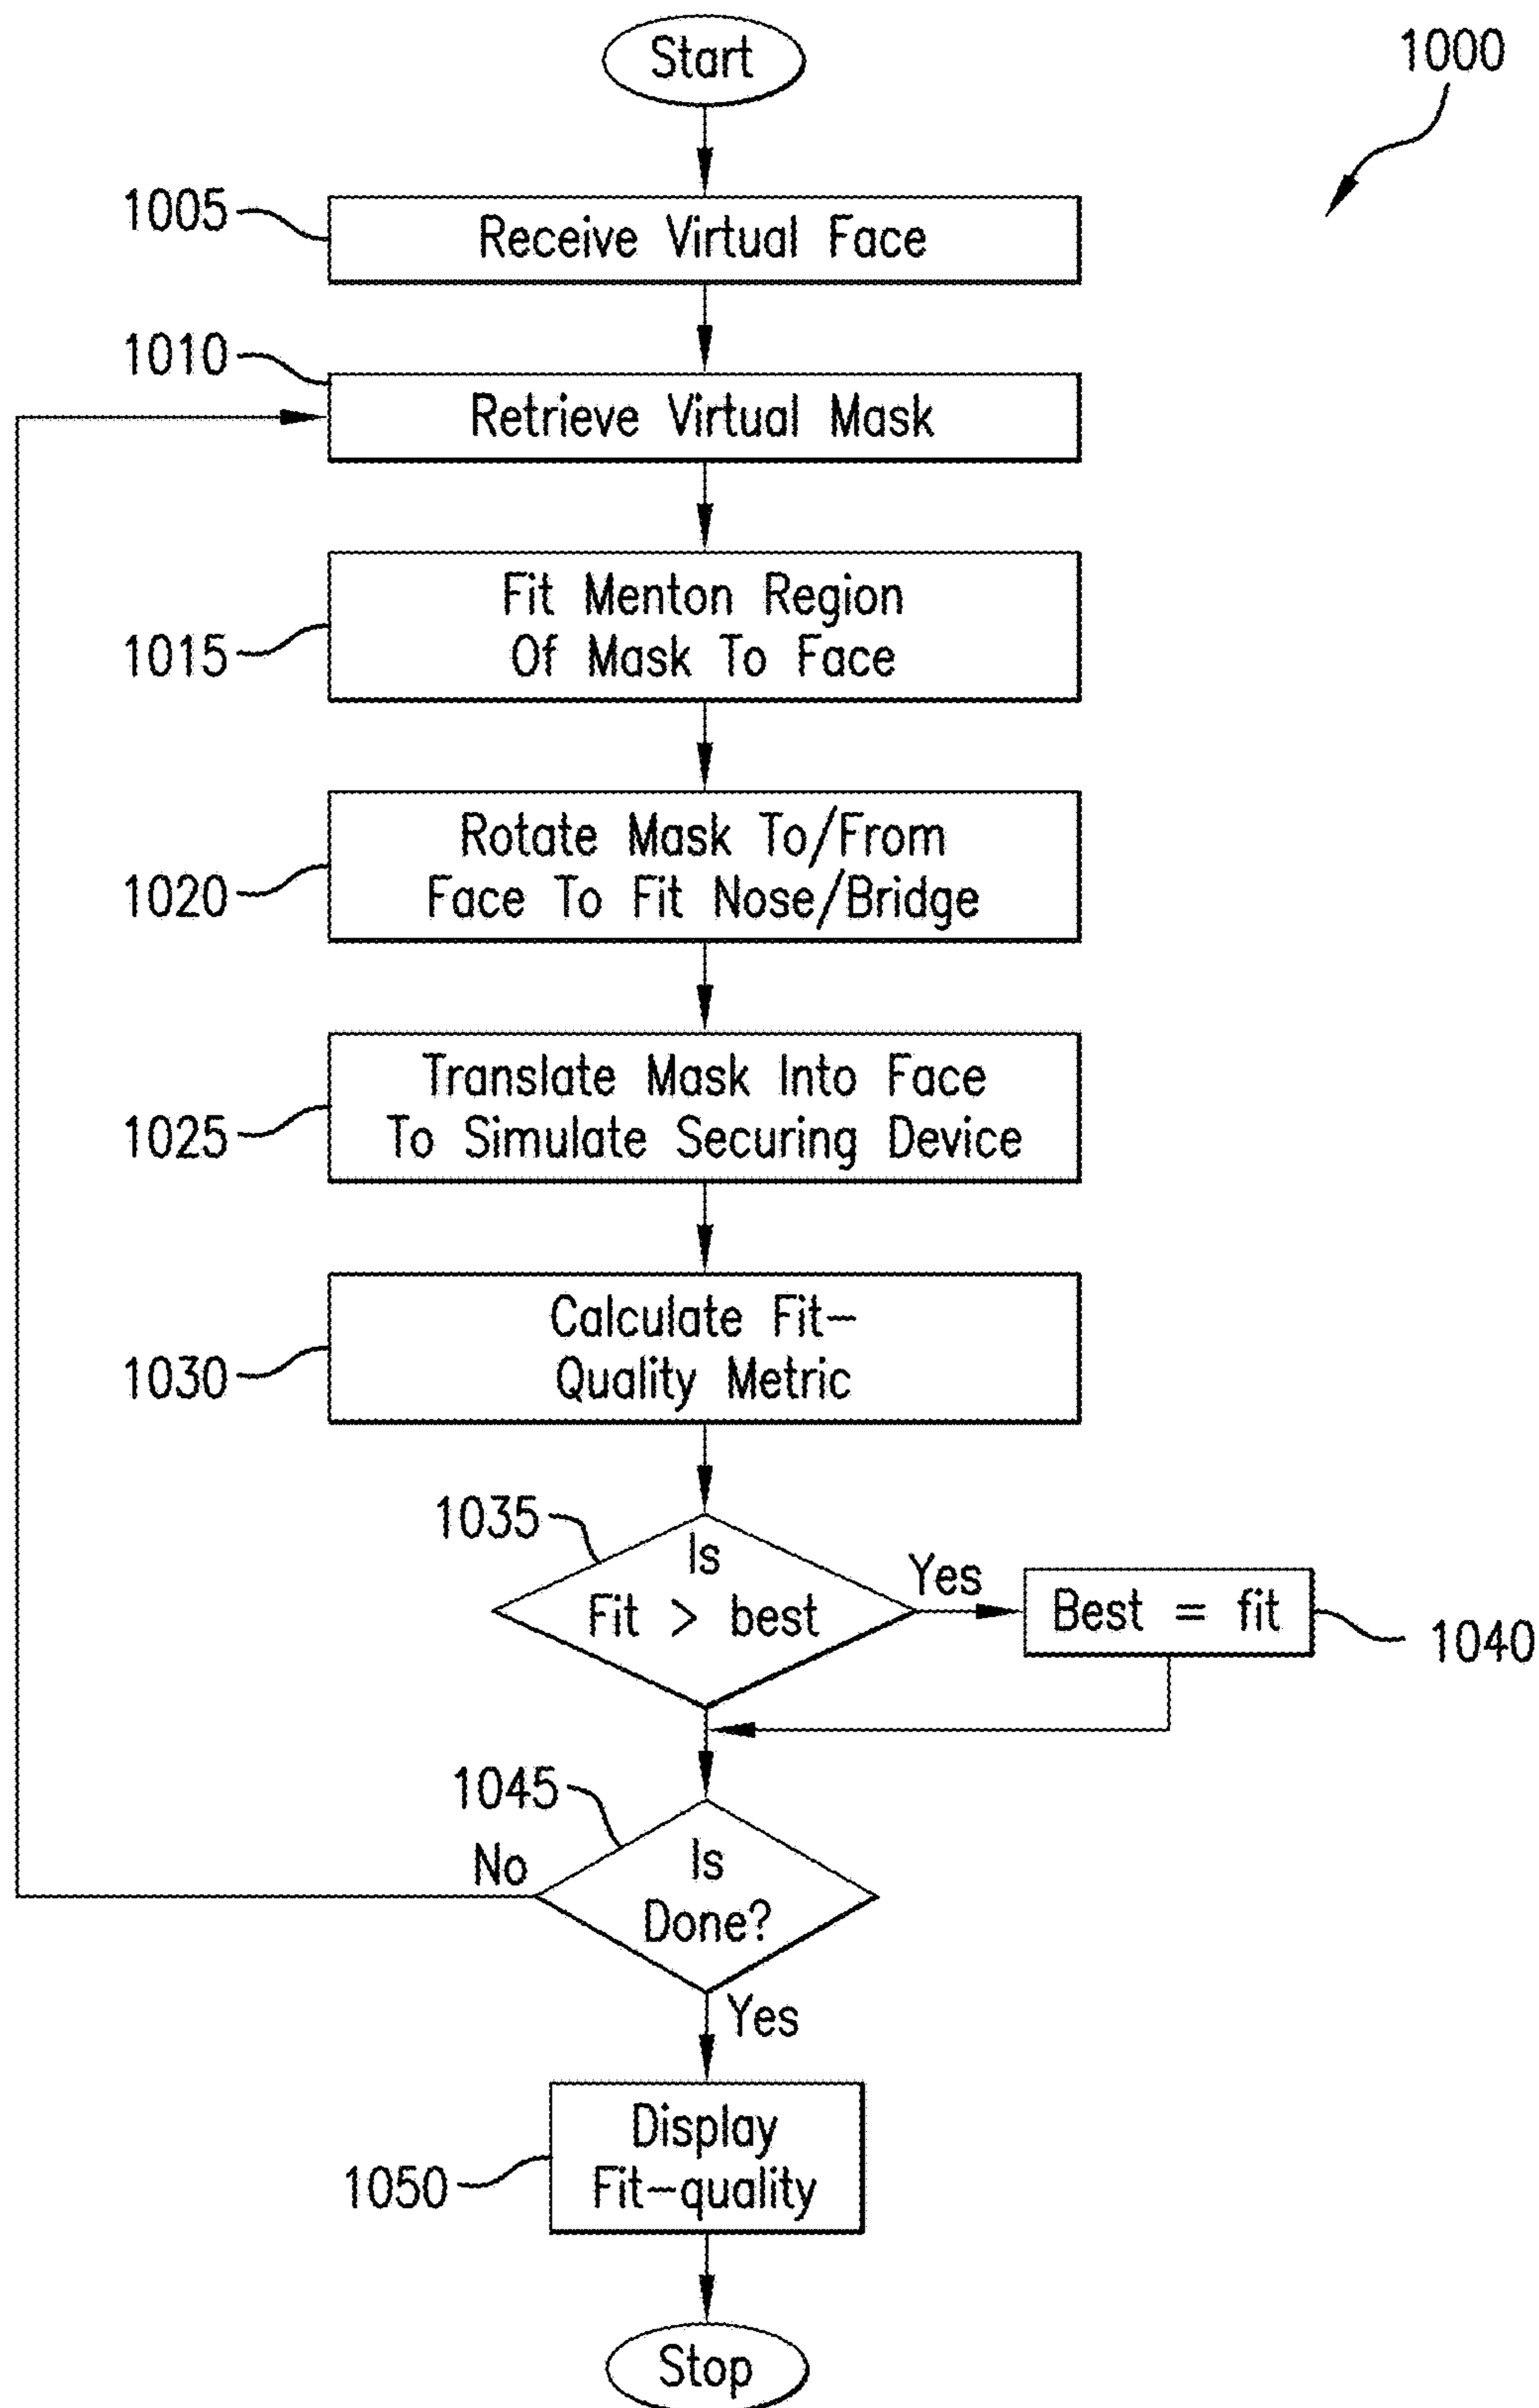 Start
1000
1005
Receive Virtual Face
1010
Retrieve Virtual Mask
Fit Menton Region
Of Mask To Face
1015
Rotate Mask To/From
Face To Fit Nose/Bridge
1020
Translate Mask Into Face
To Simulate Securing Device
1025
Calculate Fit-
Quality Metric
1030
1035
Is
Fit > best
Yes
Best = fit
1040
1045
No
Is
Done?
Yes
Display
Fit-quality
1050
Stop